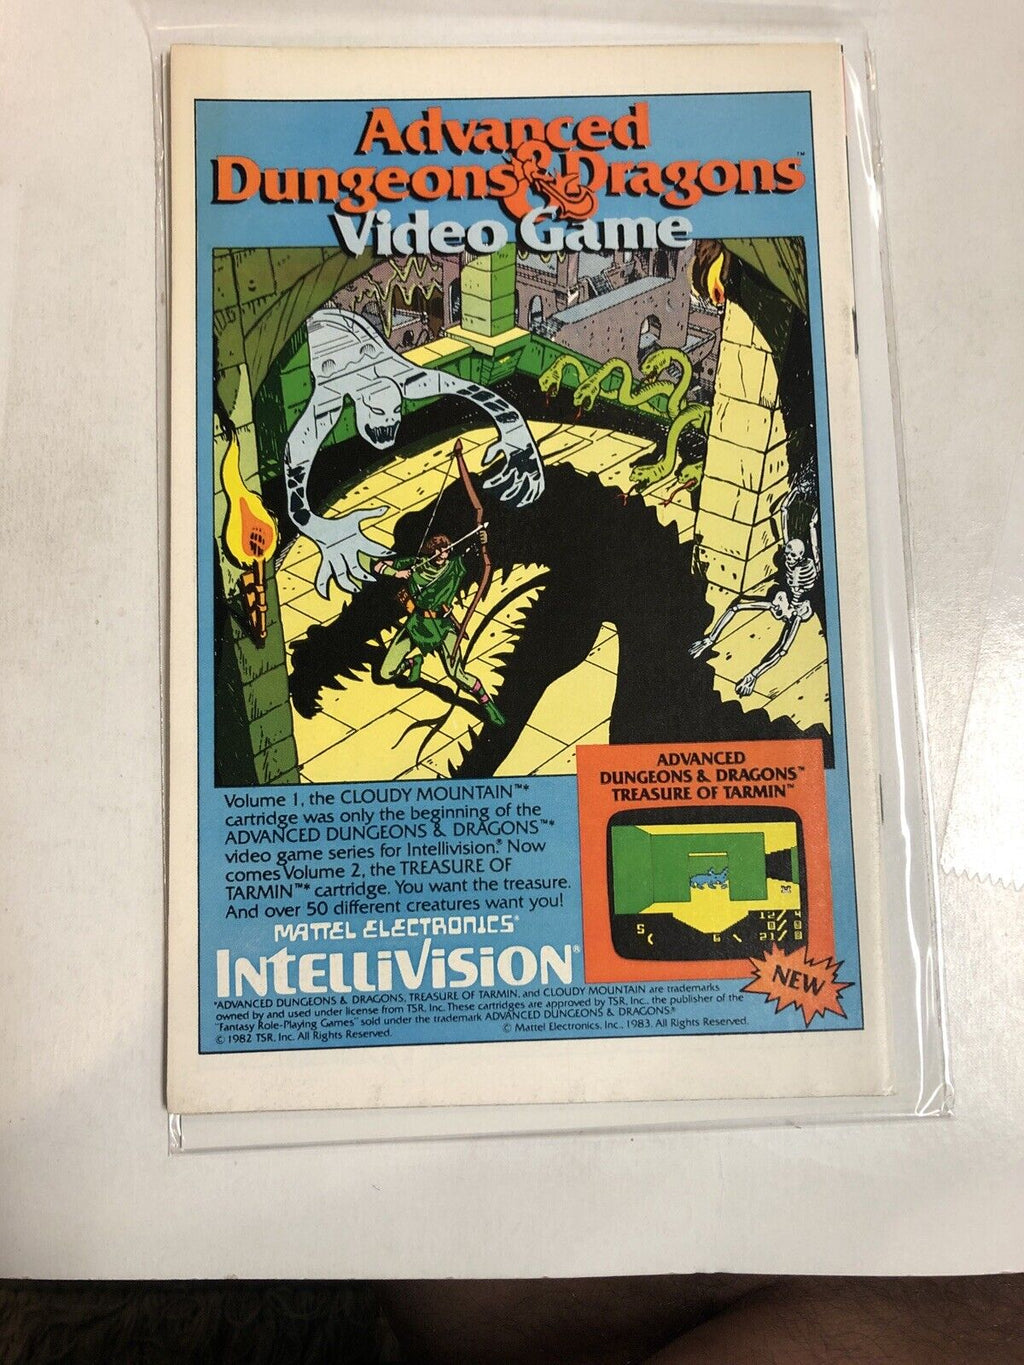 Advanced
Dungeons & Dragons™
Video Game
Volume 1, the CLOUDY MOUNTAIN™*
cartridge was only the beginning of the
ADVANCED DUNGEONS & DRAGONS™*
video game series for Intellivision.® Now
comes Volume 2, the TREASURE OF
TARMIN™* cartridge. You want the treasure.
And over 50 different creatures want you!
MATTEL ELECTRONICS®
INTELLIVISION®
ADVANCED
DUNGEONS & DRAGONS™
TREASURE OF TARMIN™
NEW
*ADVANCED DUNGEONS & DRAGONS, TREASURE OF TARMIN, and CLOUDY MOUNTAIN are trademarks
owned by and used under license from TSR, Inc. These cartridges are approved by TSR, Inc., the publisher of the
"Fantasy Role-Playing Games" sold under the trademark ADVANCED DUNGEONS & DRAGONS.®
© 1982 TSR, Inc. All Rights Reserved.
© Mattel Electronics, Inc., 1983. All Rights Reserved.